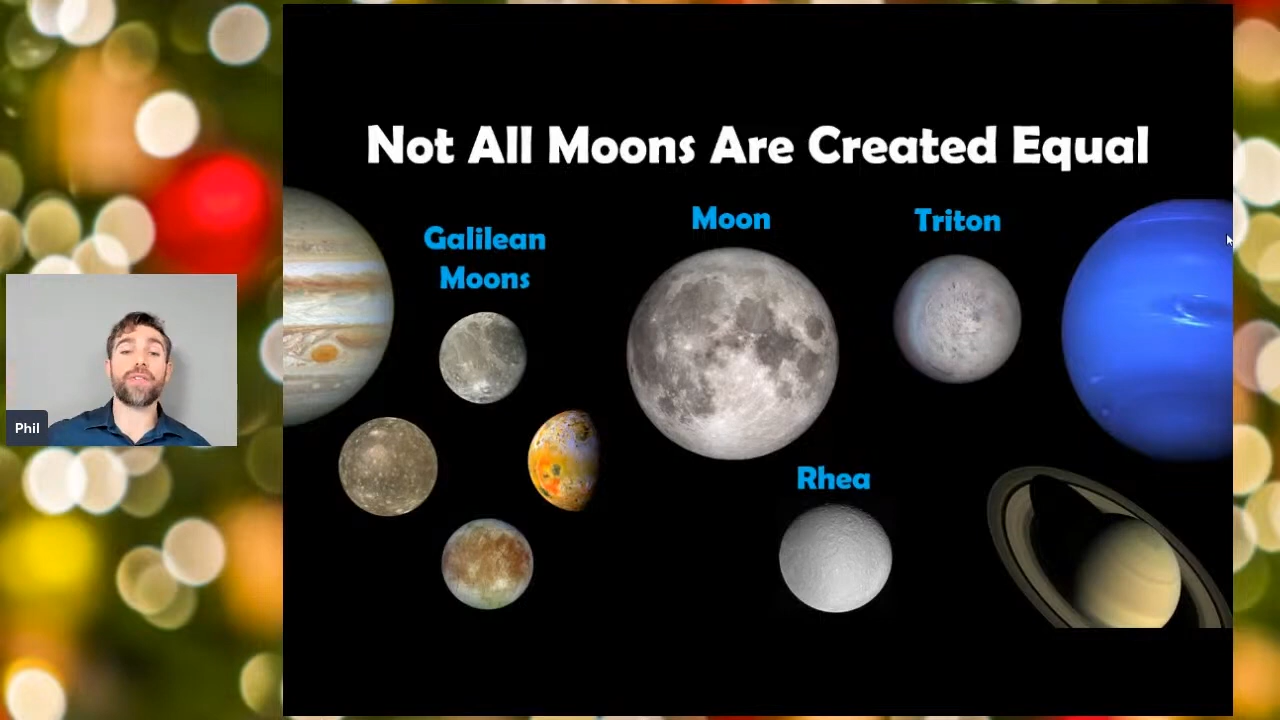 Not All Moons Are Created Equal
Galilean
Moons
Moon
Triton
Rhea
Phil